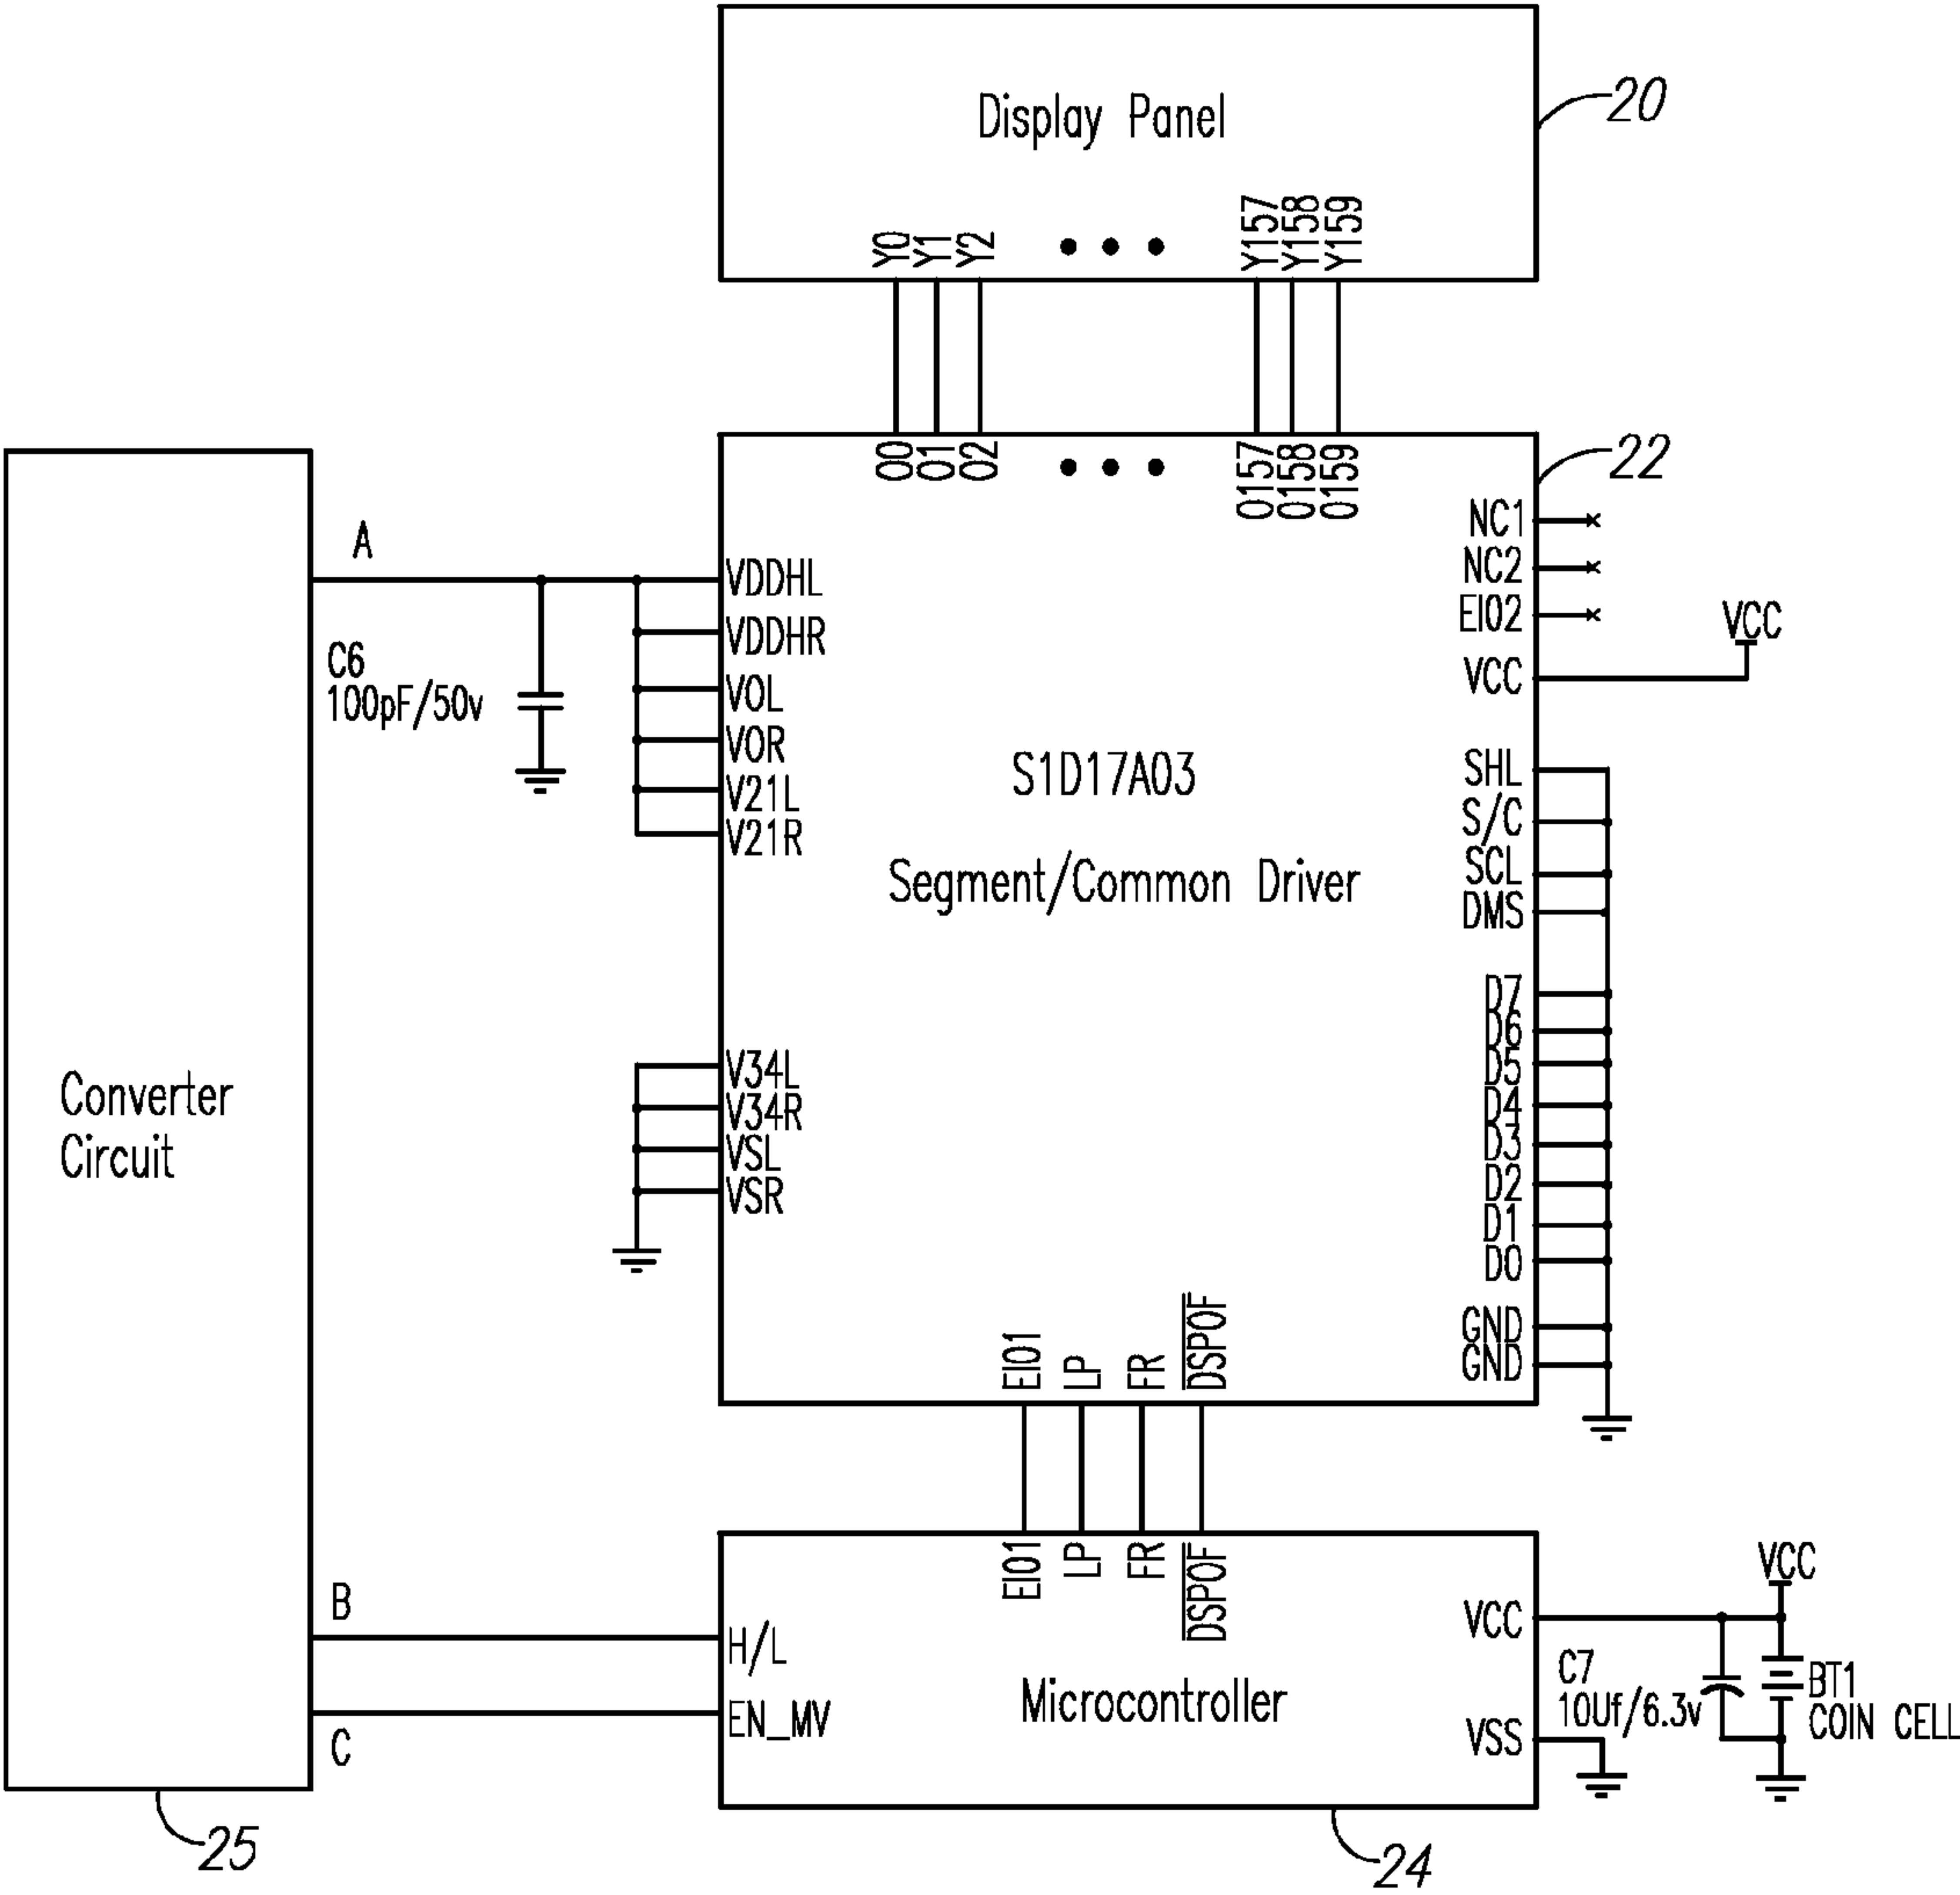 Display Panel
20
Y0 Y1 Y2 Y157 Y158 Y159
O0 O1 O2 O157 O158 O159
22
A
NC1
NC2
EIO2
VCC
VCC
VDDHL
VDDHR
VOL
VOR
V21L
V21R
C6
100pF/50v
S1D17A03
Segment/Common Driver
SHL
S/C
SCL
DMS
D7
D6
D5
D4
D3
D2
D1
D0
GND
GND
V34L
V34R
VSL
VSR
Converter
Circuit
EIO1 LP FR DSPOF
EIO1 LP FR DSPOF
B
H/L
C
EN_MV
Microcontroller
VCC
VSS
VCC
C7
10Uf/6.3v
BT1
COIN CELL
25
24